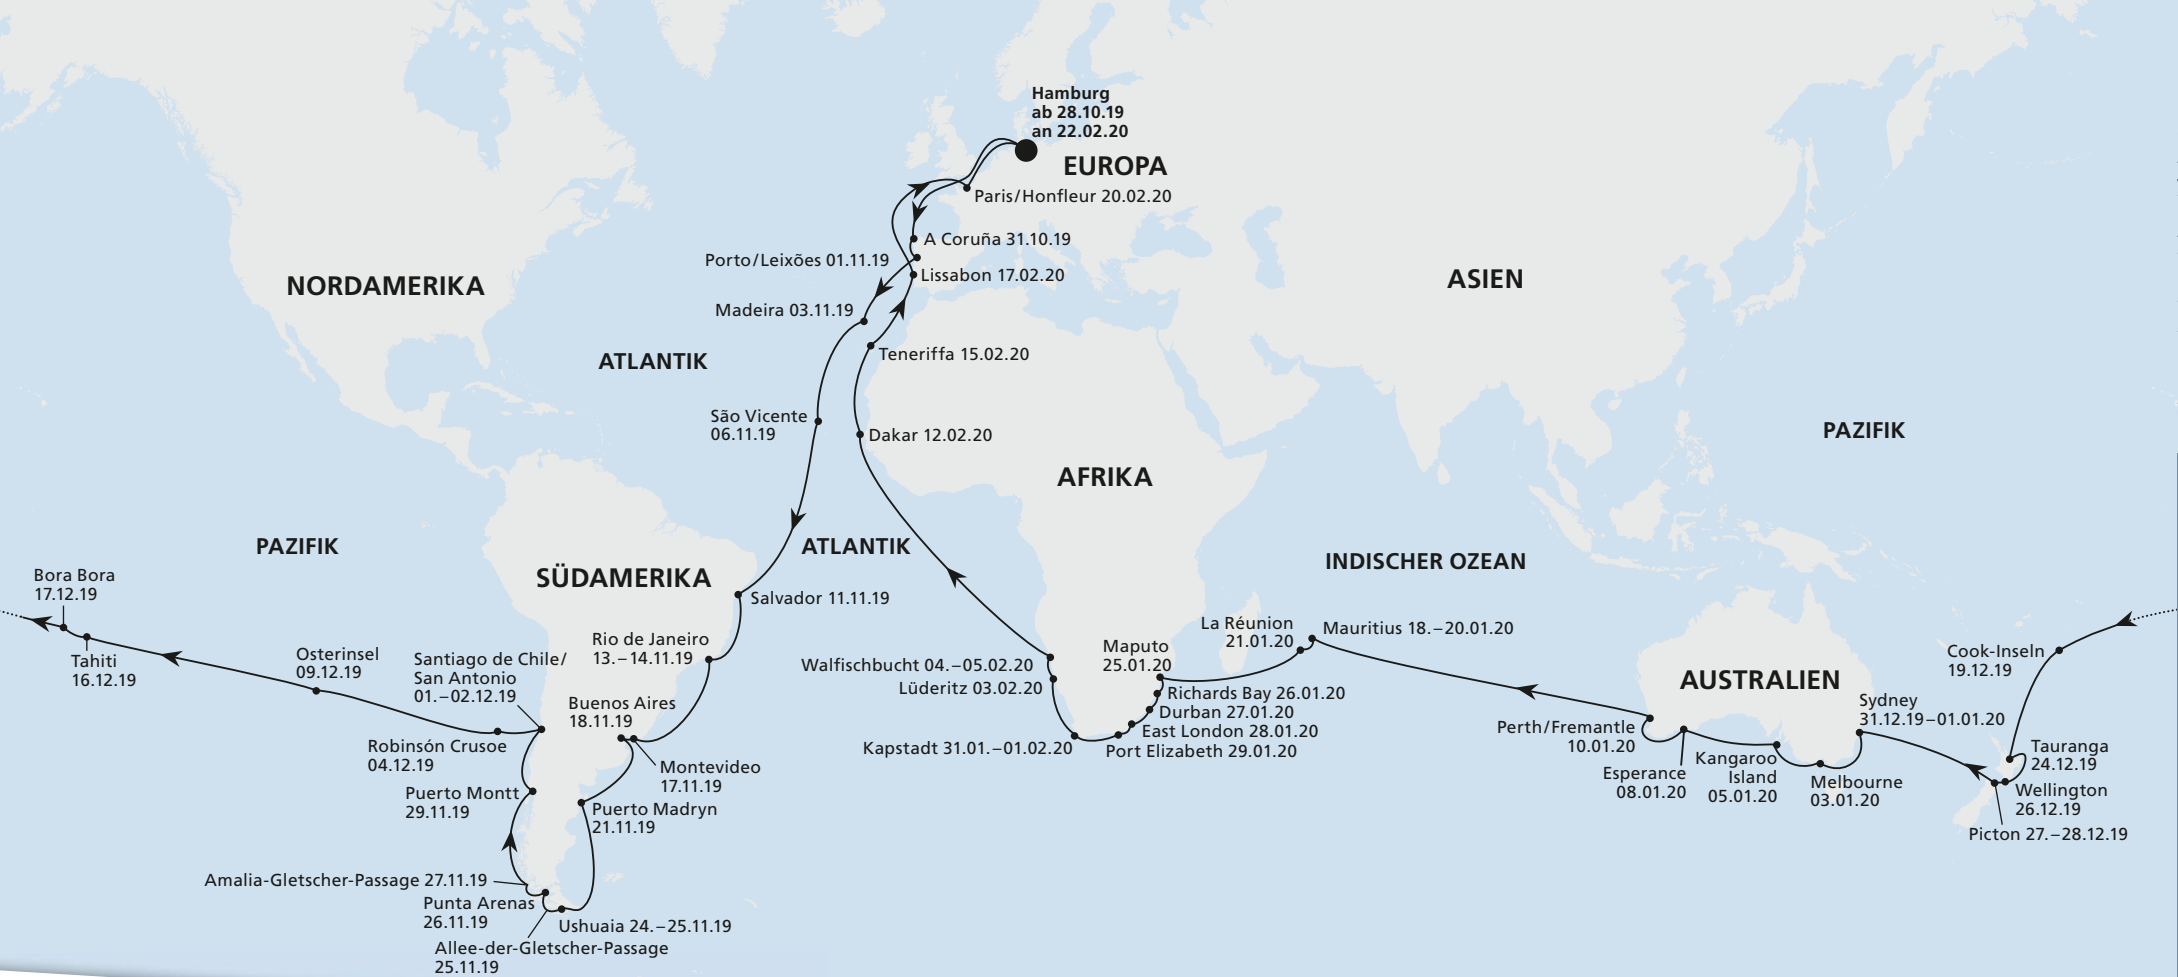 Hamburg
ab 28.10.19
an 22.02.20
EUROPA
Paris/Honfleur 20.02.20
A Coruña 31.10.19
Porto/Leixões 01.11.19
Lissabon 17.02.20
Madeira 03.11.19
Teneriffa 15.02.20
NORDAMERIKA
ASIEN
ATLANTIK
São Vicente
06.11.19
Dakar 12.02.20
PAZIFIK
AFRIKA
PAZIFIK
ATLANTIK
INDISCHER OZEAN
SÜDAMERIKA
Bora Bora
17.12.19
Tahiti
16.12.19
Osterinsel
09.12.19
Santiago de Chile/
San Antonio
01.–02.12.19
Robinsón Crusoe
04.12.19
Salvador 11.11.19
Rio de Janeiro
13.–14.11.19
Buenos Aires
18.11.19
Montevideo
17.11.19
Puerto Madryn
21.11.19
Puerto Montt
29.11.19
Amalia-Gletscher-Passage 27.11.19
Punta Arenas
26.11.19
Ushuaia 24.–25.11.19
Allee-der-Gletscher-Passage
25.11.19
Walfischbucht 04.–05.02.20
Lüderitz 03.02.20
Kapstadt 31.01.–01.02.20
Maputo
25.01.20
La Réunion
21.01.20
Mauritius 18.–20.01.20
Richards Bay 26.01.20
Durban 27.01.20
East London 28.01.20
Port Elizabeth 29.01.20
AUSTRALIEN
Perth/Fremantle
10.01.20
Esperance
08.01.20
Kangaroo
Island
05.01.20
Melbourne
03.01.20
Sydney
31.12.19–01.01.20
Cook-Inseln
19.12.19
Tauranga
24.12.19
Wellington
26.12.19
Picton 27.–28.12.19